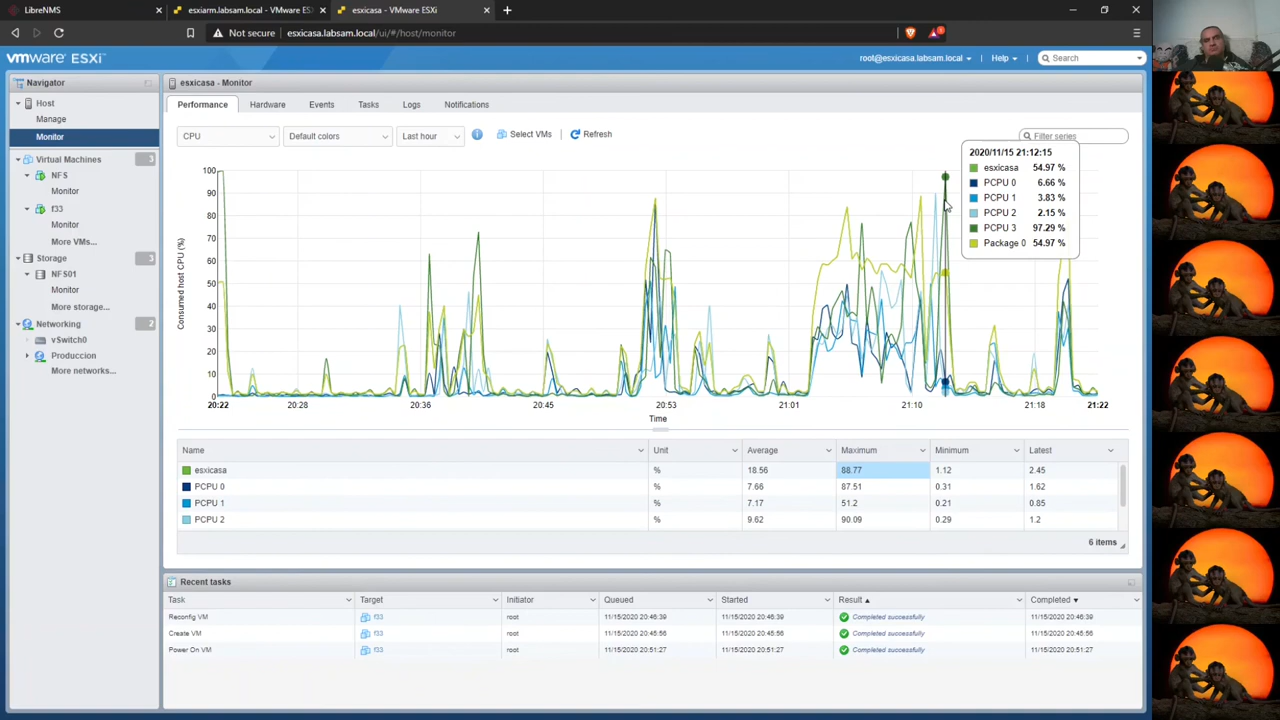 LibreNMS
esxiarm.labsam.local - VMware ES
esxicasa - VMware ESXi
Not secure
esxicasa.labsam.local/ui/#/host/monitor
vmware ESXi
root@esxicasa.labsam.local
Help
Search
Navigator
Host
Manage
Monitor
Virtual Machines
3
NFS
Monitor
f33
Monitor
More VMs...
Storage
3
NFS01
Monitor
More storage...
Networking
2
vSwitch0
Produccion
More networks...
esxicasa - Monitor
Performance
Hardware
Events
Tasks
Logs
Notifications
CPU
Default colors
Last hour
Select VMs
Refresh
Filter series
2020/11/15 21:12:15
esxicasa 54.97 %
PCPU 0 6.66 %
PCPU 1 3.83 %
PCPU 2 2.15 %
PCPU 3 97.29 %
Package 0 54.97 %
Consumed host CPU (%)
100
90
80
70
60
50
40
30
20
10
0
20:22 20:28 20:36 20:45 20:53 21:01 21:10 21:18 21:22
Time
Name Unit Average Maximum Minimum Latest
esxicasa % 18.56 88.77 1.12 2.45
PCPU 0 % 7.66 87.51 0.31 1.62
PCPU 1 % 7.17 51.2 0.21 0.85
PCPU 2 % 9.62 90.09 0.29 1.2
6 items
Recent tasks
Task Target Initiator Queued Started Result Completed
Reconfig VM f33 root 11/15/2020 20:46:39 11/15/2020 20:46:39 Completed successfully 11/15/2020 20:46:39
Create VM f33 root 11/15/2020 20:45:56 11/15/2020 20:45:56 Completed successfully 11/15/2020 20:45:56
Power On VM f33 root 11/15/2020 20:51:27 11/15/2020 20:51:27 Completed successfully 11/15/2020 20:51:27